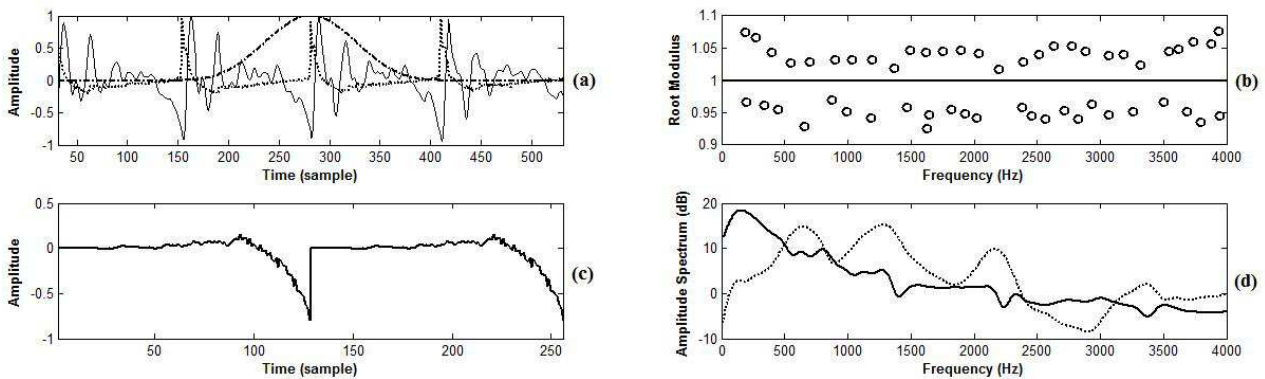 1
0.5
0
-0.5
-1
Amplitude
50 100 150 200 250 300 350 400 450 500
Time (sample)
(a)
1.1
1.05
1
0.95
0.9
Root Modulus
0 500 1000 1500 2000 2500 3000 3500 4000
Frequency (Hz)
(b)
0.5
0
-0.5
-1
Amplitude
50 100 150 200 250
Time (sample)
(c)
20
10
0
-10
Amplitude Spectrum (dB)
0 500 1000 1500 2000 2500 3000 3500 4000
Frequency (Hz)
(d)